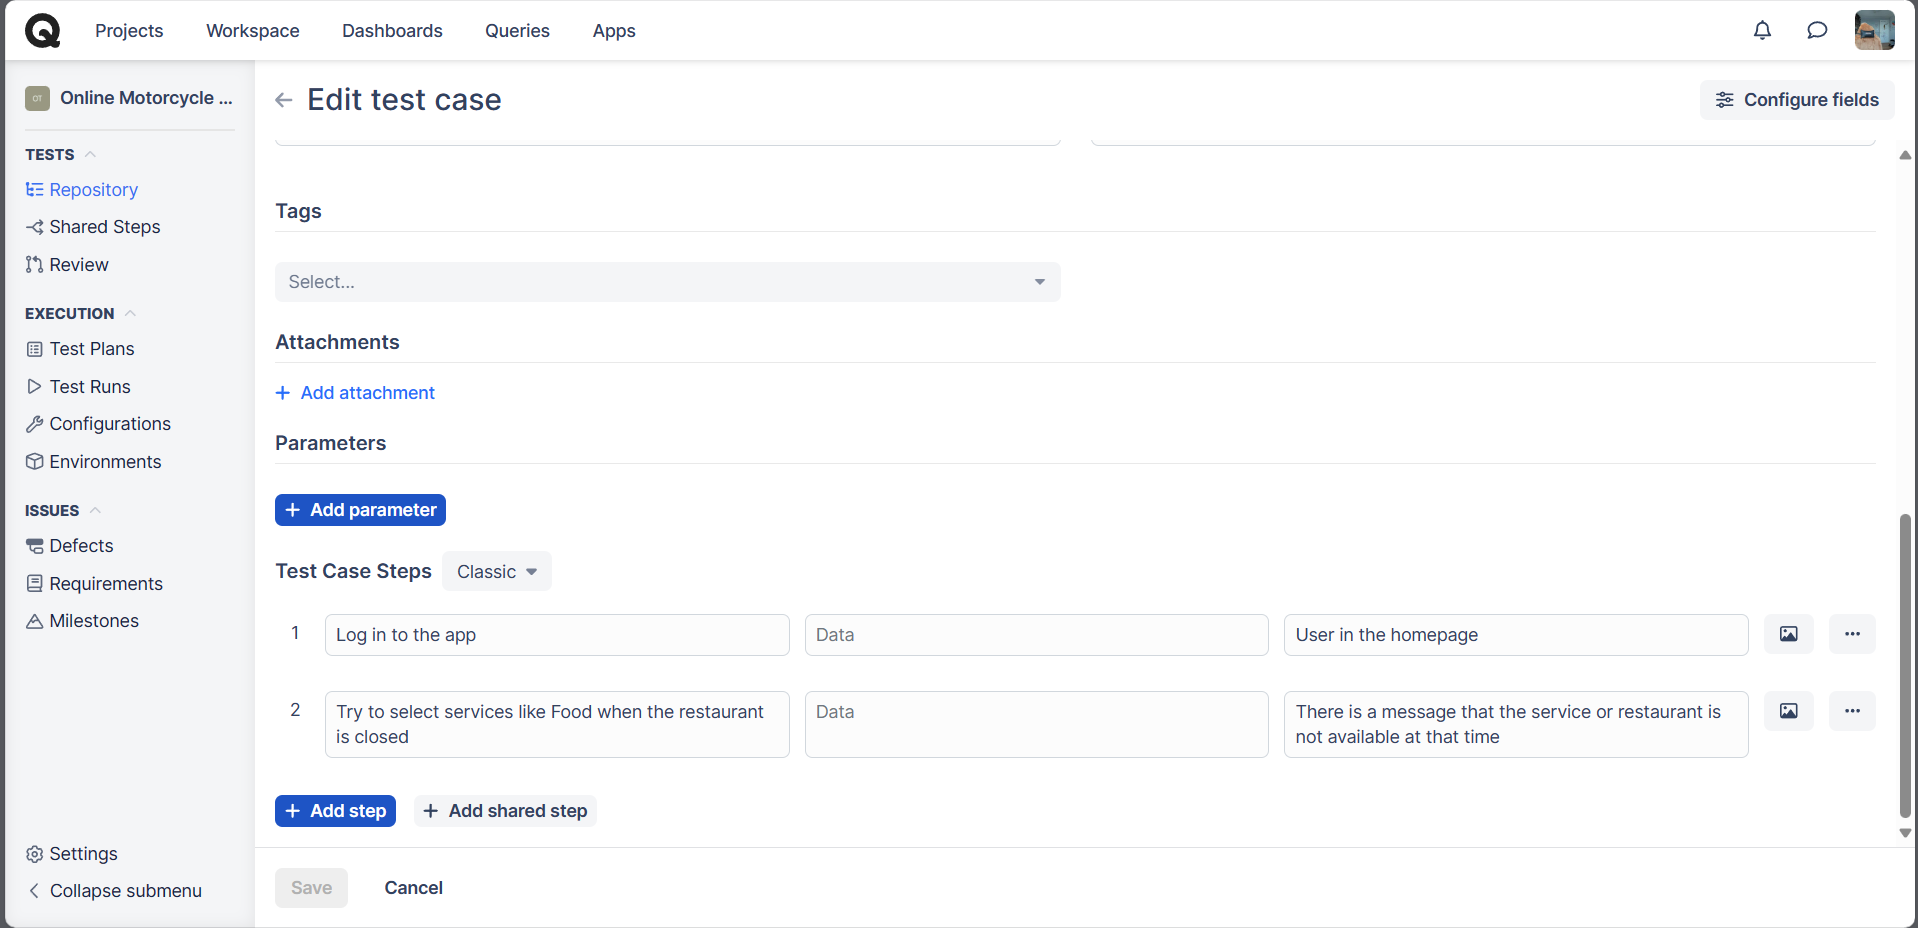 Projects
Workspace
Dashboards
Queries
Apps
OT
Online Motorcycle ...
TESTS
Repository
Shared Steps
Review
EXECUTION
Test Plans
Test Runs
Configurations
Environments
ISSUES
Defects
Requirements
Milestones
Settings
Collapse submenu
Edit test case
Configure fields
Tags
Select...
Attachments
+ Add attachment
Parameters
+ Add parameter
Test Case Steps
Classic
1
Log in to the app
Data
User in the homepage
2
Try to select services like Food when the restaurant
is closed
Data
There is a message that the service or restaurant is
not available at that time
+ Add step
+ Add shared step
Save
Cancel